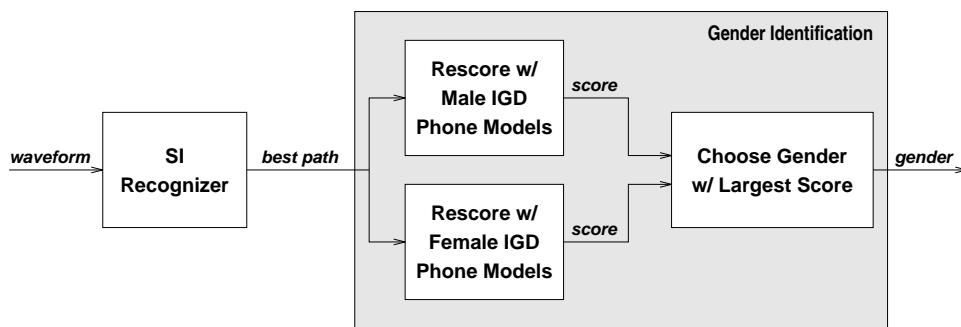 Gender Identification
waveform
SI
Recognizer
best path
Rescore w/
Male IGD
Phone Models
score
Rescore w/
Female IGD
Phone Models
score
Choose Gender
w/ Largest Score
gender